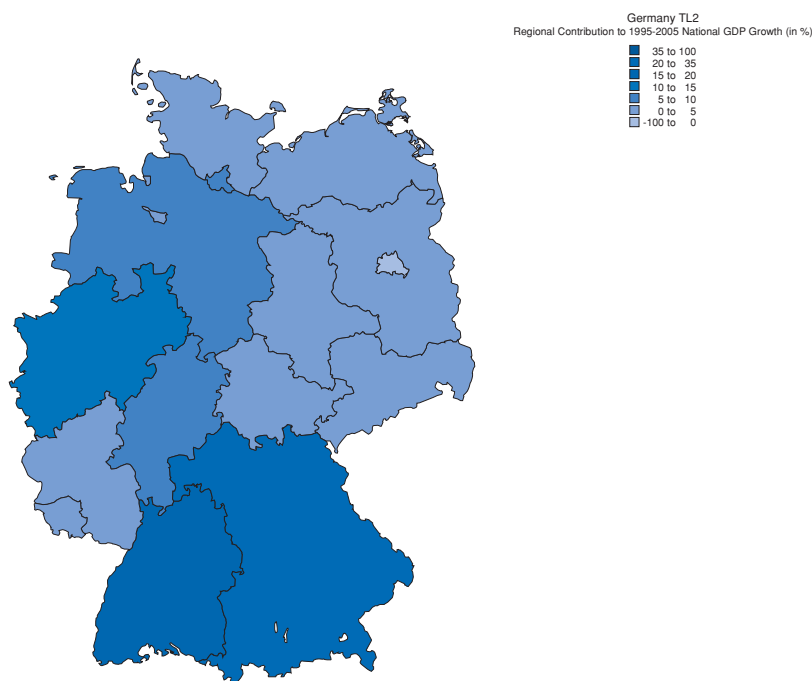 Germany TL2
Regional Contribution to 1995-2005 National GDP Growth (in %)
35 to 100
20 to 35
15 to 20
10 to 15
5 to 10
0 to 5
-100 to 0